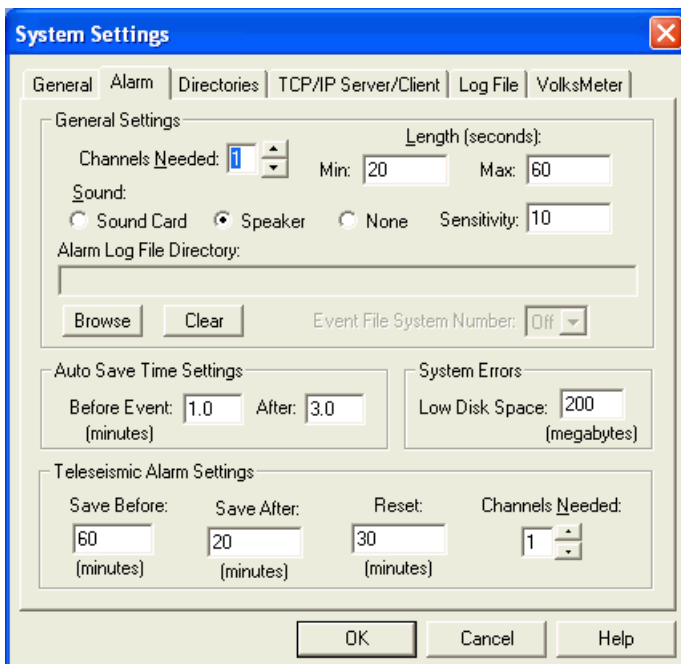 System Settings
General Alarm Directories TCP/IP Server/Client Log File VolksMeter
General Settings
Channels Needed: 1
Length (seconds):
Min: 20 Max: 60
Sound:
Sound Card Speaker None Sensitivity: 10
Alarm Log File Directory:
Browse Clear Event File System Number: Off
Auto Save Time Settings
Before Event: 1.0 After: 3.0
(minutes)
System Errors
Low Disk Space: 200
(megabytes)
Teleseismic Alarm Settings
Save Before: Save After: Reset: Channels Needed:
60 20 30 1
(minutes) (minutes) (minutes)
OK Cancel Help